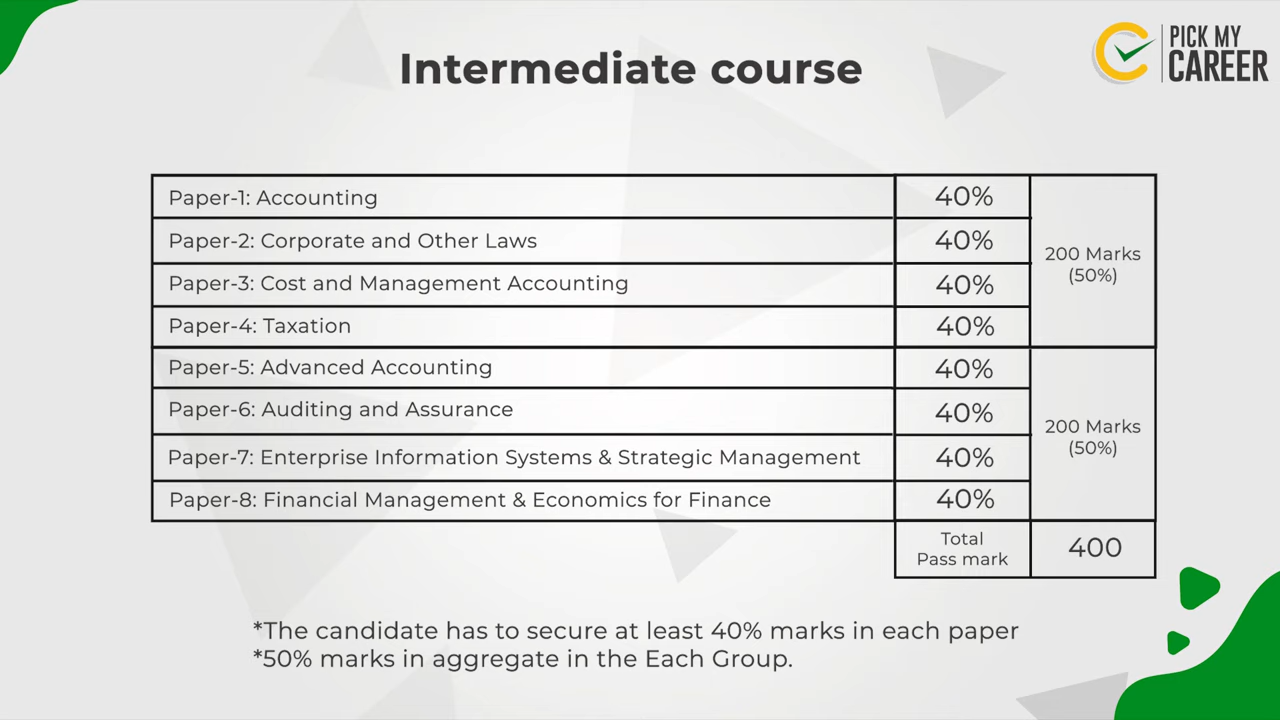 Intermediate course
PICK MY
CAREER
Paper-1: Accounting
40%
Paper-2: Corporate and Other Laws
40%
Paper-3: Cost and Management Accounting
40%
Paper-4: Taxation
40%
200 Marks
(50%)
Paper-5: Advanced Accounting
40%
Paper-6: Auditing and Assurance
40%
Paper-7: Enterprise Information Systems & Strategic Management
40%
Paper-8: Financial Management & Economics for Finance
40%
200 Marks
(50%)
Total
Pass mark
400
*The candidate has to secure at least 40% marks in each paper
*50% marks in aggregate in the Each Group.